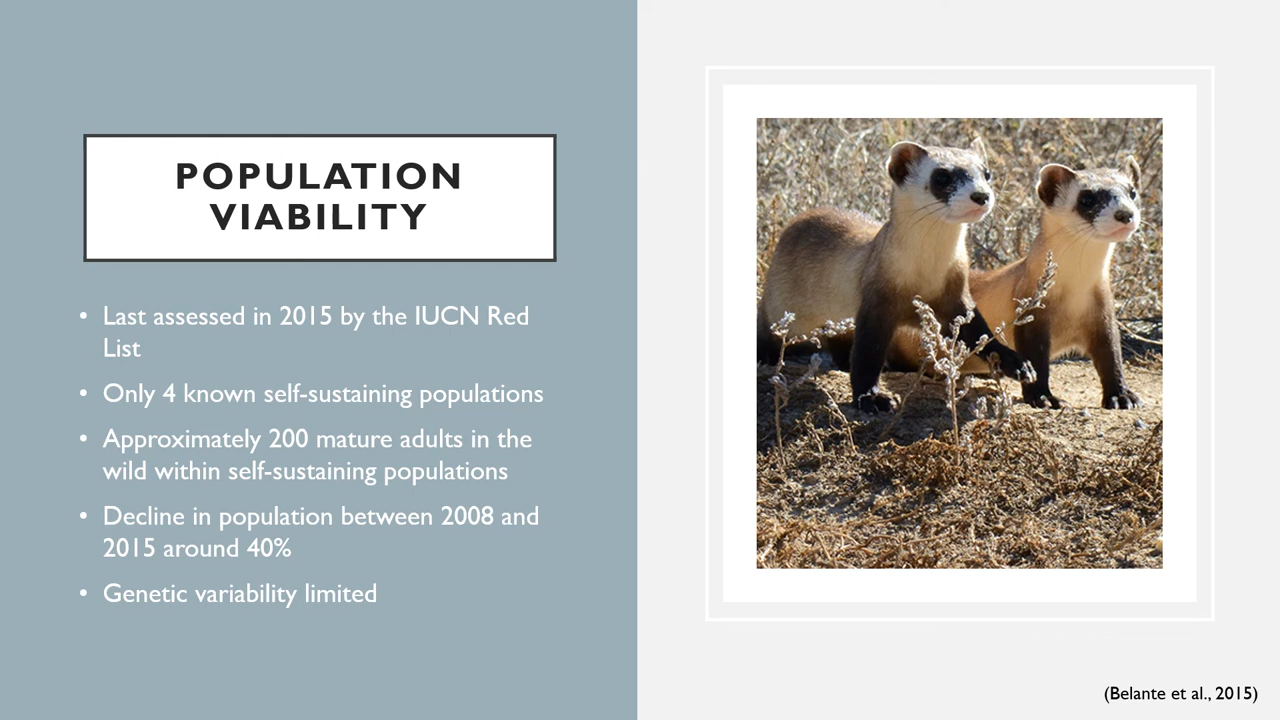 POPULATION
VIABILITY
• Last assessed in 2015 by the IUCN Red
List
• Only 4 known self-sustaining populations
• Approximately 200 mature adults in the
wild within self-sustaining populations
• Decline in population between 2008 and
2015 around 40%
• Genetic variability limited
(Belante et al., 2015)